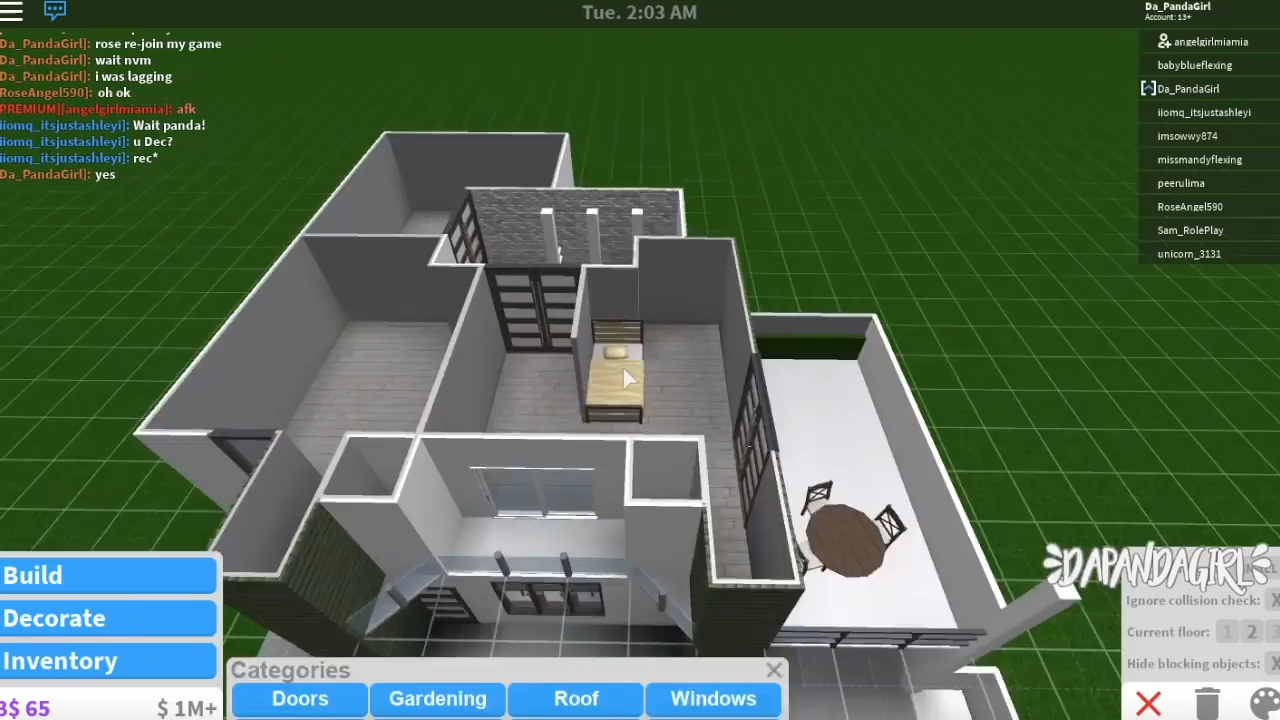 Tue. 2:03 AM
Da_PandaGirl
Account: 13+
Da_PandaGirl]: rose re-join my game
Da_PandaGirl]: wait nvm
Da_PandaGirl]: i was lagging
RoseAngel590]: oh ok
PREMIUM][angelgirlmiamia]: afk
iiomq_itsjustashleyi]: Wait panda!
iiomq_itsjustashleyi]: u Dec?
iiomq_itsjustashleyi]: rec*
Da_PandaGirl]: yes
angelgirlmiamia
babyblueflexing
Da_PandaGirl
iiomq_itsjustashleyi
imsowwy874
missmandyflexing
peerulima
RoseAngel590
Sam_RolePlay
unicorn_3131
Build
Decorate
Inventory
B$ 65
$ 1M+
Categories
Doors
Gardening
Roof
Windows
DAPANDAGIRL
Ignore collision check: X
Current floor: 1 2
Hide blocking objects: X